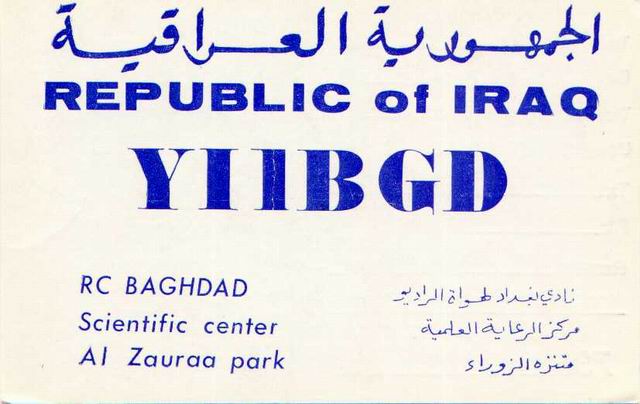 الجمهورية العراقية
REPUBLIC of IRAQ
YI1BGD
RC BAGHDAD
Scientific center
Al Zauraa park
نادي بغداد لهواة الراديو
مركز الرعاية العلمية
متنزه الزوراء